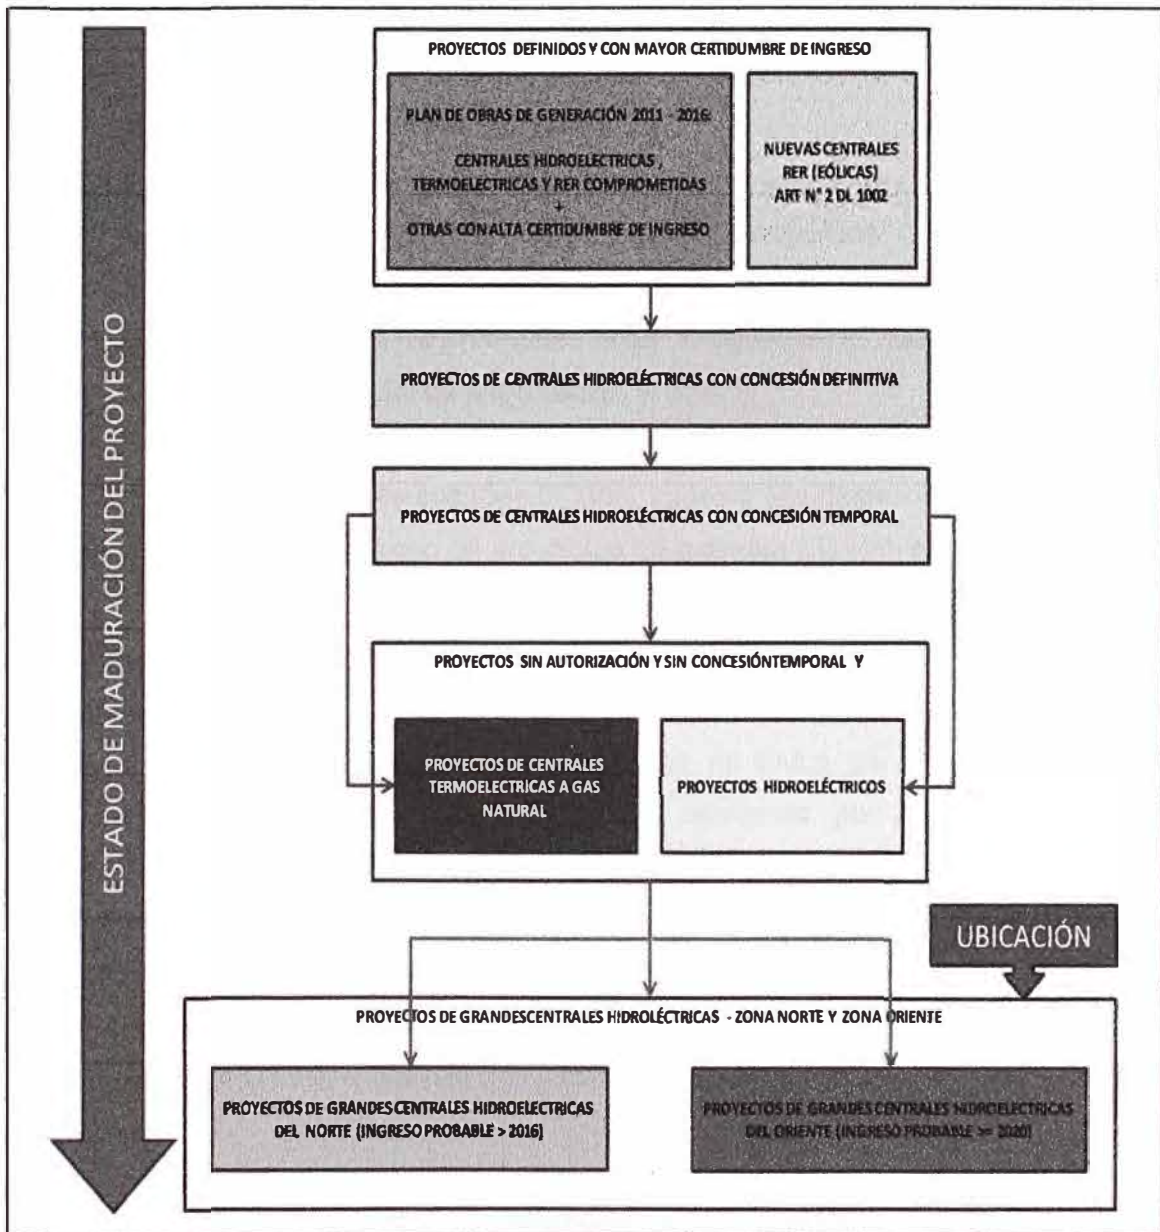 ESTADO DE MADURACIÓN DEL PROYECTO
PROYECTOS DEFINIDOS Y CON MAYOR CERTIDUMBRE DE INGRESO
PLAN DE OBRAS DE GENERACIÓN 2011 - 2016:
CENTRALES HIDROELECTRICAS ,
TERMOELECTRICAS Y RER COMPROMETIDAS
+
OTRAS CON ALTA CERTIDUMBRE DE INGRESO
NUEVAS CENTRALES
RER (EÓLICAS)
ART N° 2 DL 1002
PROYECTOS DE CENTRALES HIDROELÉCTRICAS CON CONCESIÓN DEFINITIVA
PROYECTOS DE CENTRALES HIDROELÉCTRICAS CON CONCESIÓN TEMPORAL
PROYECTOS SIN AUTORIZACIÓN Y SIN CONCESIÓNTEMPORAL Y
PROYECTOS DE CENTRALES
TERMOELECTRICAS A GAS
NATURAL
PROYECTOS HIDROELÉCTRICOS
UBICACIÓN
PROYECTOS DE GRANDESCENTRALES HIDROLÉCTRICAS - ZONA NORTE Y ZONA ORIENTE
PROYECTOS DE GRANDES CENTRALES HIDROELECTRICAS
DEL NORTE (INGRESO PROBABLE > 2016)
PROYECTOS DE GRANDES CENTRALES HIDROELECTRICAS
DEL ORIENTE (INGRESO PROBABLE >= 2020)